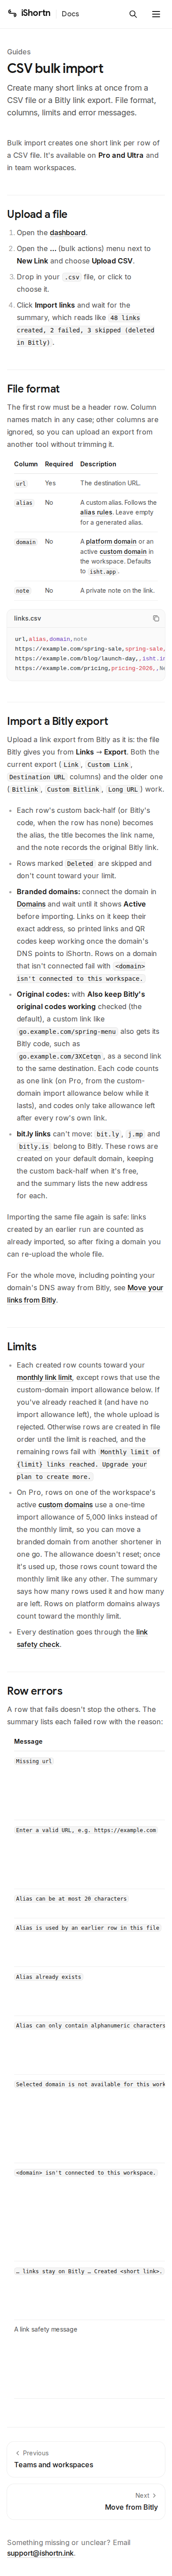 iShortn
Docs
Guides
CSV bulk import
Create many short links at once from a
CSV file or a Bitly link export. File format,
columns, limits and error messages.
Bulk import creates one short link per row of
a CSV file. It's available on Pro and Ultra and
in team workspaces.
Upload a file
1. Open the dashboard.
2. Open the … (bulk actions) menu next to
New Link and choose Upload CSV.
3. Drop in your .csv file, or click to
choose it.
4. Click Import links and wait for the
summary, which reads like 48 links
created, 2 failed, 3 skipped (deleted
in Bitly).
File format
The first row must be a header row. Column
names match in any case; other columns are
ignored, so you can upload an export from
another tool without trimming it.
Column Required Description
url Yes The destination URL.
alias No A custom alias. Follows the
alias rules. Leave empty
for a generated alias.
domain No A platform domain or an
active custom domain in
the workspace. Defaults
to ishht.app.
note No A private note on the link.
links.csv
url,alias,domain,note
https://example.com/spring-sale,spring-sale,
https://example.com/blog/launch-day,,isht.in
https://example.com/pricing,pricing-2026,,Ne
Import a Bitly export
Upload a link export from Bitly as it is: the file
Bitly gives you from Links → Export. Both the
current export (Link, Custom Link,
Destination URL columns) and the older one
(Bitlink, Custom Bitlink, Long URL) work.
• Each row's custom back-half (or Bitly's
code, when the row has none) becomes
the alias, the title becomes the link name,
and the note records the original Bitly link.
• Rows marked Deleted are skipped and
don't count toward your limit.
• Branded domains: connect the domain in
Domains and wait until it shows Active
before importing. Links on it keep their
exact address, so printed links and QR
codes keep working once the domain's
DNS points to iShortn. Rows on a domain
that isn't connected fail with <domain>
isn't connected to this workspace.
• Original codes: with Also keep Bitly's
original codes working checked (the
default), a custom link like
go.example.com/spring-menu also gets its
Bitly code, such as
go.example.com/3XCetqn, as a second link
to the same destination. Each code counts
as one link (on Pro, from the custom-
domain import allowance below while it
lasts), and codes only take allowance left
after every row's own link.
• bit.ly links can't move: bit.ly, j.mp and
bitly.is belong to Bitly. These rows are
created on your default domain, keeping
the custom back-half when it's free,
and the summary lists the new address
for each.
Importing the same file again is safe: links
created by an earlier run are counted as
already imported, so after fixing a domain you
can re-upload the whole file.
For the whole move, including pointing your
domain's DNS away from Bitly, see Move your
links from Bitly.
Limits
• Each created row counts toward your
monthly link limit, except rows that use the
custom-domain import allowance below. If
you've already reached it (and have no
import allowance left), the whole upload is
rejected. Otherwise rows are created in file
order until the limit is reached, and the
remaining rows fail with Monthly limit of
{limit} links reached. Upgrade your
plan to create more.
• On Pro, rows on one of the workspace's
active custom domains use a one-time
import allowance of 5,000 links instead of
the monthly limit, so you can move a
branded domain from another shortener in
one go. The allowance doesn't reset; once
it's used up, those rows count toward the
monthly limit like any other. The summary
says how many rows used it and how many
are left. Rows on platform domains always
count toward the monthly limit.
• Every destination goes through the link
safety check.
Row errors
A row that fails doesn't stop the others. The
summary lists each failed row with the reason:
Message
Missing url
Enter a valid URL, e.g. https://example.com
Alias can be at most 20 characters
Alias is used by an earlier row in this file
Alias already exists
Alias can only contain alphanumeric characters
Selected domain is not available for this work
<domain> isn't connected to this workspace.
… links stay on Bitly … Created <short link>.
A link safety message
Previous
Teams and workspaces
Next
Move from Bitly
Something missing or unclear? Email
support@ishortn.ink.